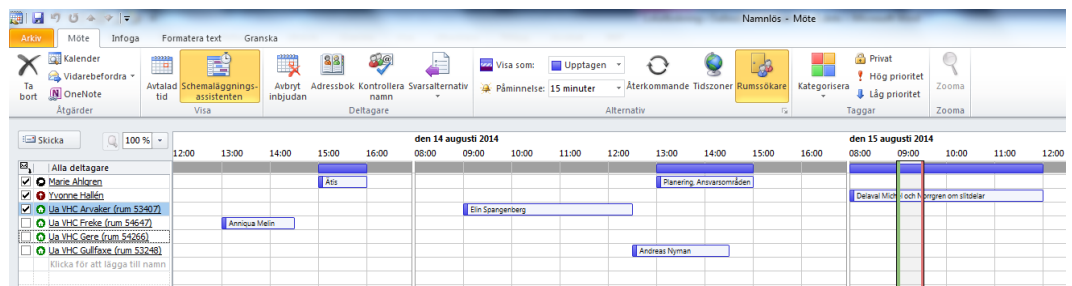 Namnlös - Möte
Arkiv Möte Infoga Formatera text Granska
Ta bort
Kalender
Vidarebefordra
OneNote
Åtgärder
Avtalad tid
Schemaläggnings-
assistenten
Visa
Avbryt inbjudan
Adressbok
Kontrollera namn
Svarsalternativ
Deltagare
Visa som: Upptagen
Påminnelse: 15 minuter
Återkommande
Tidszoner
Rumssökare
Alternativ
Kategorisera
Privat
Hög prioritet
Låg prioritet
Taggar
Zooma
Zooma
Skicka 100 %
den 14 augusti 2014 den 15 augusti 2014
12:00 13:00 14:00 15:00 16:00 08:00 09:00 10:00 11:00 12:00 13:00 14:00 15:00 16:00 08:00 09:00 10:00 11:00 12:00
Alla deltagare
Marie Ahlgren Atis Planering, Ansvarsområden
Yvonne Hallén Delaval Michel och Norrgren om slitdelar
Ua VHC Arvaker (rum 53407) Elin Spangenberg
Ua VHC Freke (rum 54647) Anniqua Melin
Ua VHC Gere (rum 54266)
Ua VHC Gullfaxe (rum 53248) Andreas Nyman
Klicka för att lägga till namn